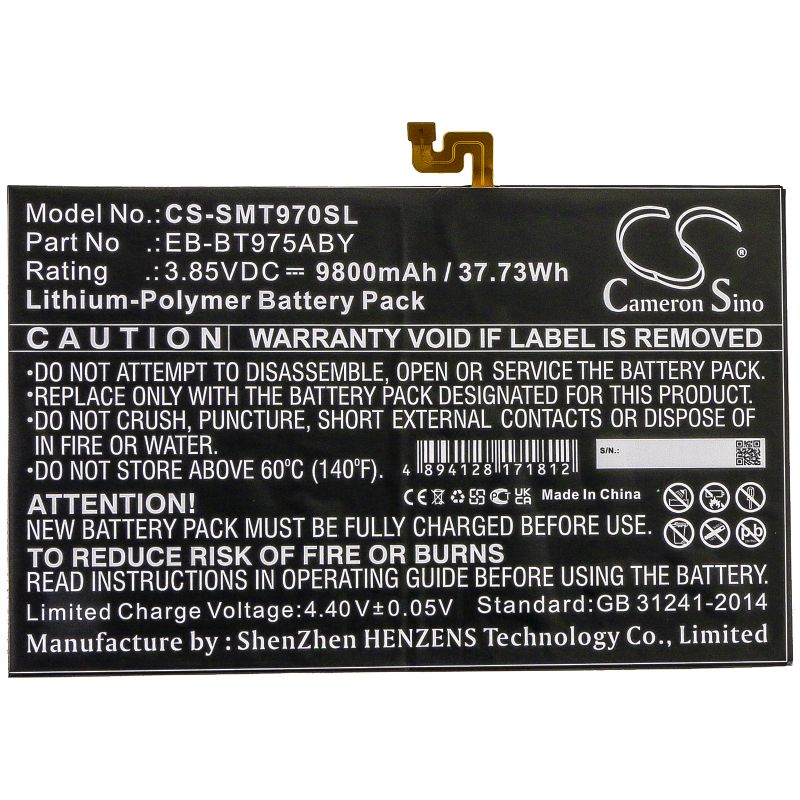 Model No.: CS-SMT970SL
Part No .: EB-BT975ABY
Rating .: 3.85VDC⎓ 9800mAh / 37.73Wh
Lithium-Polymer Battery Pack
CS
Cameron Sino
CAUTION WARRANTY VOID IF LABEL IS REMOVED
•DO NOT ATTEMPT TO DISASSEMBLE, OPEN OR SERVICE THE BATTERY PACK.
•REPLACE ONLY WITH THE BATTERY PACK DESIGNATED FOR THIS PRODUCT.
•DO NOT CRUSH, PUNCTURE, SHORT EXTERNAL CONTACTS OR DISPOSE OF
IN FIRE OR WATER.
•DO NOT STORE ABOVE 60°C (140°F).
4 894128 171812
S/N.:
CE UK CA Made In China
Pb
ATTENTION!
NEW BATTERY PACK MUST BE FULLY CHARGED BEFORE USE.
TO REDUCE RISK OF FIRE OR BURNS
READ INSTRUCTIONS IN OPERATING GUIDE BEFORE USING THE BATTERY PACK.
Limited Charge Voltage:4.40V±0.05V Standard:GB 31241-2014
Manufacture by :ShenZhen HENZENS Technology Co., Limited